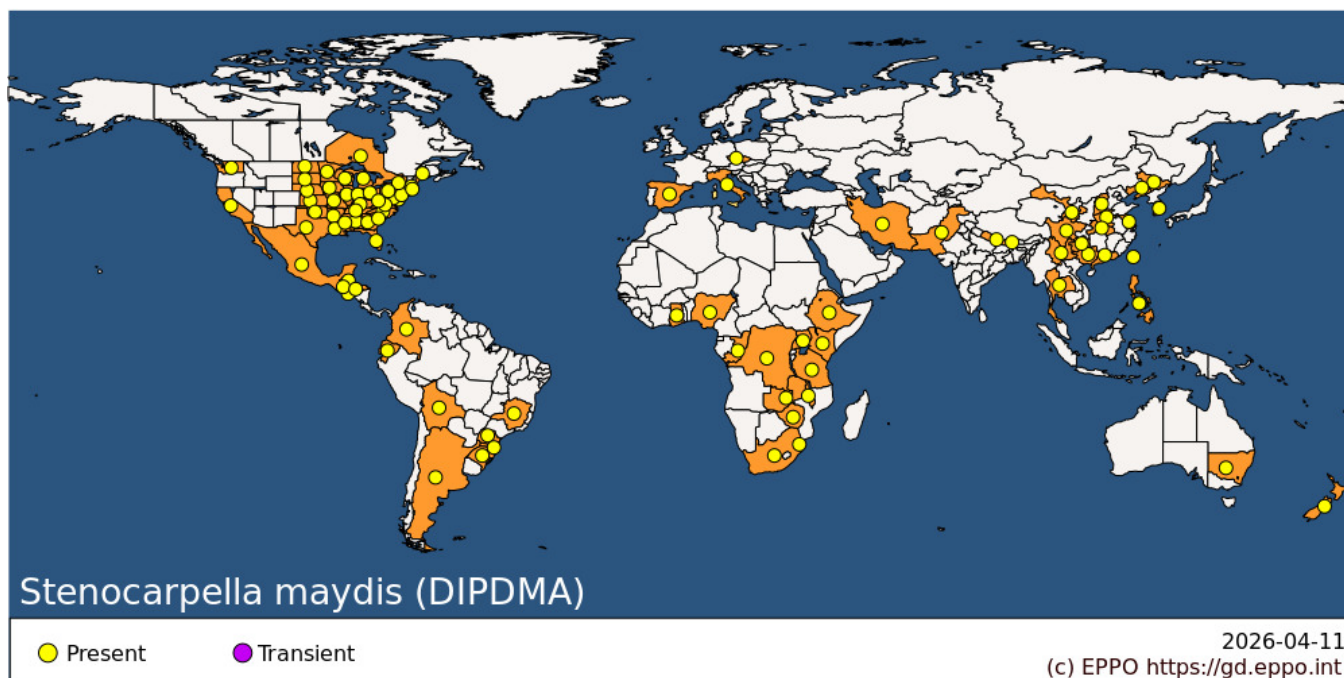 Stenocarpella maydis (DIPDMA)
Present
Transient
2026-04-11
(c) EPPO https://gd.eppo.int